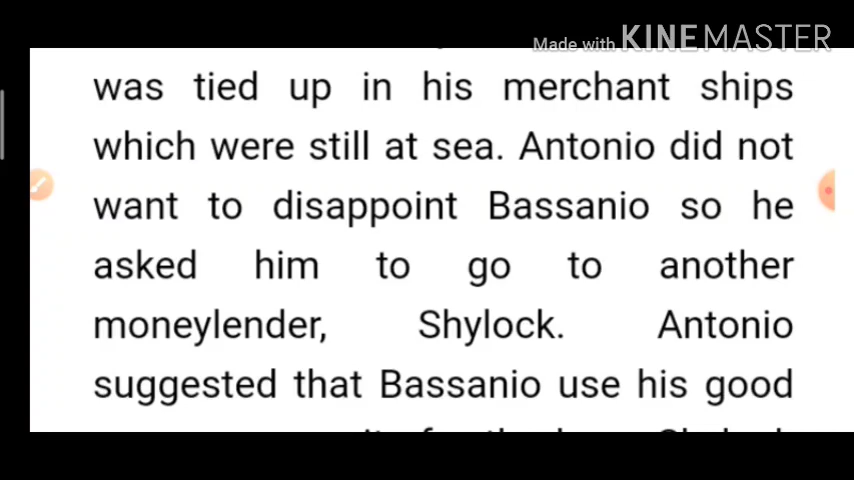 Made with KINEMASTER
was tied up in his merchant ships
which were still at sea. Antonio did not
want to disappoint Bassanio so he
asked him to go to another
moneylender, Shylock. Antonio
suggested that Bassanio use his good